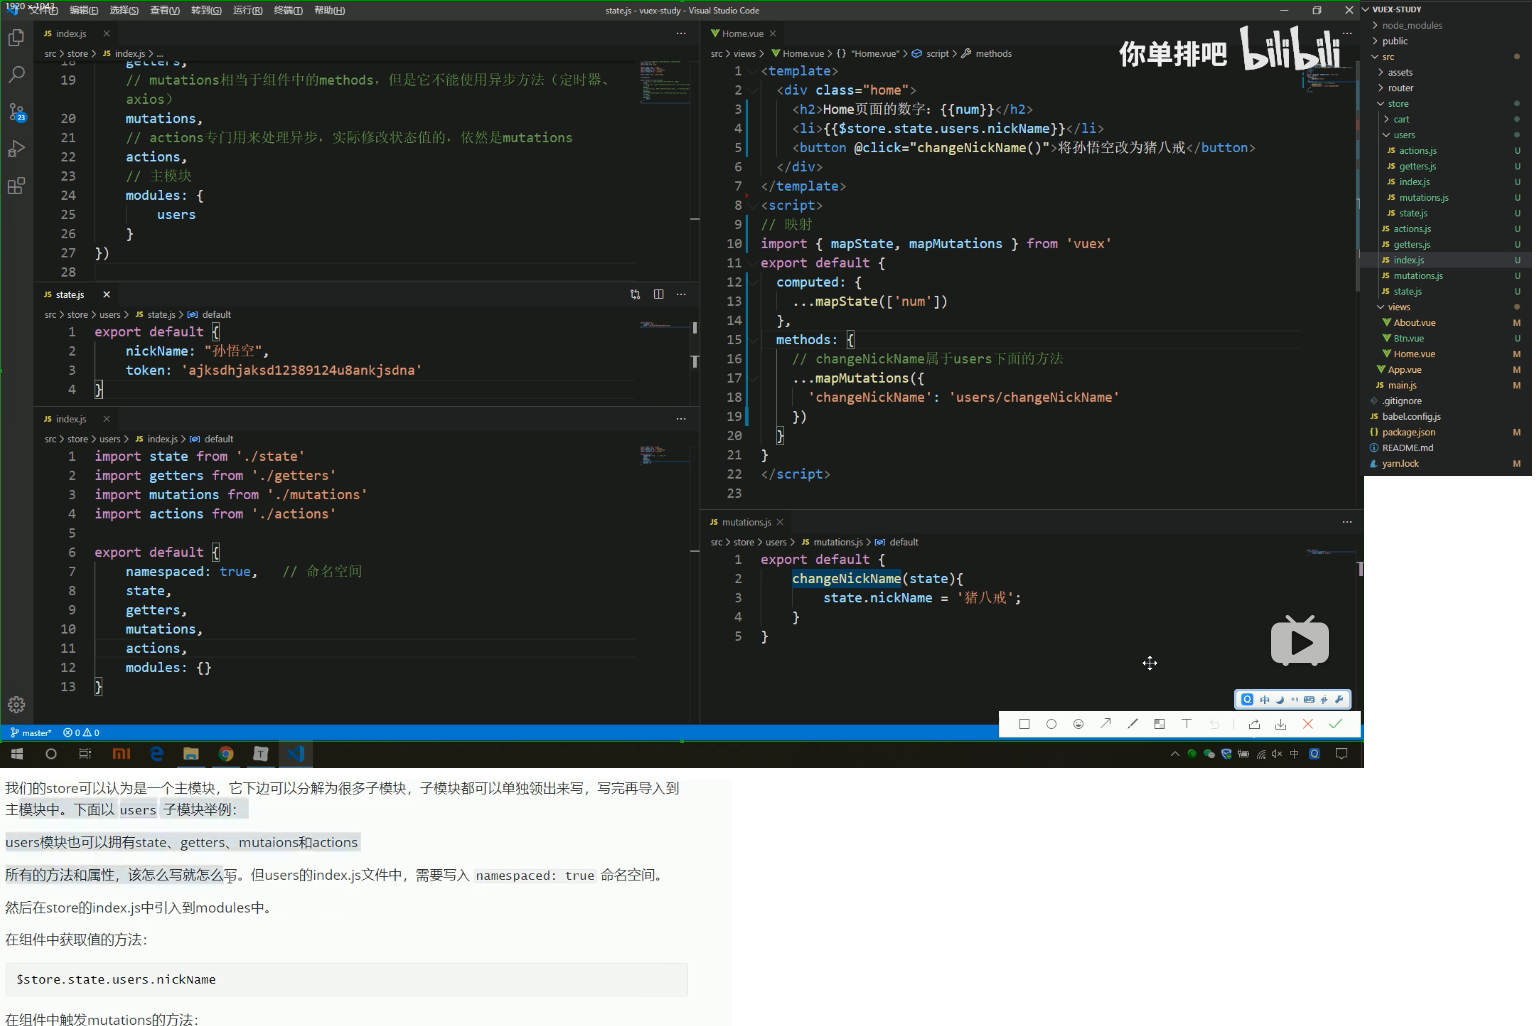 1920 x 1043
文件(F) 编辑(E) 选择(S) 查看(V) 转到(G) 运行(R) 终端(T) 帮助(H)
state.js - vuex-study - Visual Studio Code
JS index.js ×
src > store > JS index.js > ...
18 getters,
19 // mutations相当于组件中的methods，但是它不能使用异步方法（定时器、
axios）
20 mutations,
21 // actions专门用来处理异步，实际修改状态值的，依然是mutations
22 actions,
23 // 主模块
24 modules: {
25 users
26 }
27 })
28
JS state.js ×
src > store > users > JS state.js > default
1 export default {
2 nickName: "孙悟空",
3 token: 'ajksdhjaksd12389124u8ankjsdna'
4 }
JS index.js ×
src > store > users > JS index.js > default
1 import state from './state'
2 import getters from './getters'
3 import mutations from './mutations'
4 import actions from './actions'
5
6 export default {
7 namespaced: true, // 命名空间
8 state,
9 getters,
10 mutations,
11 actions,
12 modules: {}
13 }
Home.vue ×
src > views > Home.vue > {} "Home.vue" > script > methods
你单排吧 bilibili
1 <template>
2 <div class="home">
3 <h2>Home页面的数字：{{num}}</h2>
4 <li>{{$store.state.users.nickName}}</li>
5 <button @click="changeNickName()">将孙悟空改为猪八戒</button>
6 </div>
7 </template>
8 <script>
9 // 映射
10 import { mapState, mapMutations } from 'vuex'
11 export default {
12 computed: {
13 ...mapState(['num'])
14 },
15 methods: {
16 // changeNickName属于users下面的方法
17 ...mapMutations({
18 'changeNickName': 'users/changeNickName'
19 })
20 }
21 }
22 </script>
23
JS mutations.js ×
src > store > users > JS mutations.js > default
1 export default {
2 changeNickName(state){
3 state.nickName = '猪八戒';
4 }
5 }
VUEX-STUDY
node_modules
public
src
assets
router
store
cart
users
JS actions.js U
JS getters.js U
JS index.js U
JS mutations.js U
JS state.js U
JS actions.js U
JS getters.js U
JS index.js U
JS mutations.js U
JS state.js U
views
About.vue M
Btn.vue U
Home.vue M
App.vue M
JS main.js M
.gitignore
JS babel.config.js
{} package.json M
README.md
yarn.lock M
23
master* 0 0
中
中
我们的store可以认为是一个主模块，它下边可以分解为很多子模块，子模块都可以单独领出来写，写完再导入到
主模块中。下面以 users 子模块举例：
users模块也可以拥有state、getters、mutaions和actions
所有的方法和属性，该怎么写就怎么写。但users的index.js文件中，需要写入 namespaced: true 命名空间。
然后在store的index.js中引入到modules中。
在组件中获取值的方法：
$store.state.users.nickName
在组件中触发mutations的方法：